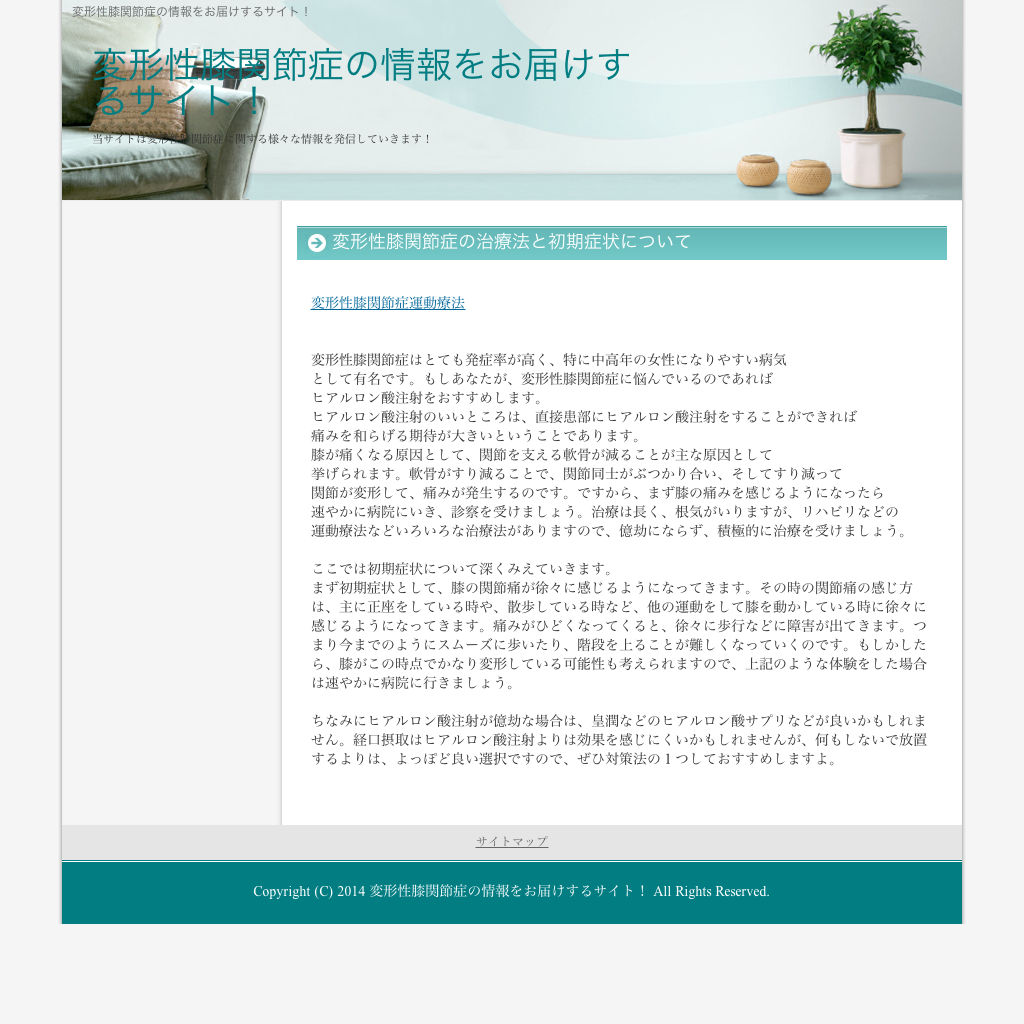 変形性膝関節症の情報をお届けするサイト！
変形性膝関節症の情報をお届けす
るサイト！
当サイトは変形性膝関節症に関する様々な情報を発信していきます！
変形性膝関節症の治療法と初期症状について
変形性膝関節症運動療法
変形性膝関節症はとても発症率が高く、特に中高年の女性になりやすい病気
として有名です。もしあなたが、変形性膝関節症に悩んでいるのであれば
ヒアルロン酸注射をおすすめします。
ヒアルロン酸注射のいいところは、直接患部にヒアルロン酸注射をすることができれば
痛みを和らげる期待が大きいということであります。
膝が痛くなる原因として、関節を支える軟骨が減ることが主な原因として
挙げられます。軟骨がすり減ることで、関節同士がぶつかり合い、そしてすり減って
関節が変形して、痛みが発生するのです。ですから、まず膝の痛みを感じるようになったら
速やかに病院にいき、診察を受けましょう。治療は長く、根気がいりますが、リハビリなどの
運動療法などいろいろな治療法がありますので、億劫にならず、積極的に治療を受けましょう。
ここでは初期症状について深くみえていきます。
まず初期症状として、膝の関節痛が徐々に感じるようになってきます。その時の関節痛の感じ方
は、主に正座をしている時や、散歩している時など、他の運動をして膝を動かしている時に徐々に
感じるようになってきます。痛みがひどくなってくると、徐々に歩行などに障害が出てきます。つ
まり今までのようにスムーズに歩いたり、階段を上ることが難しくなっていくのです。もしかした
ら、膝がこの時点でかなり変形している可能性も考えられますので、上記のような体験をした場合
は速やかに病院に行きましょう。
ちなみにヒアルロン酸注射が億劫な場合は、皇潤などのヒアルロン酸サプリなどが良いかもしれま
せん。経口摂取はヒアルロン酸注射よりは効果を感じにくいかもしれませんが、何もしないで放置
するよりは、よっぽど良い選択ですので、ぜひ対策法の１つしておすすめしますよ。
サイトマップ
Copyright (C) 2014 変形性膝関節症の情報をお届けするサイト！ All Rights Reserved.